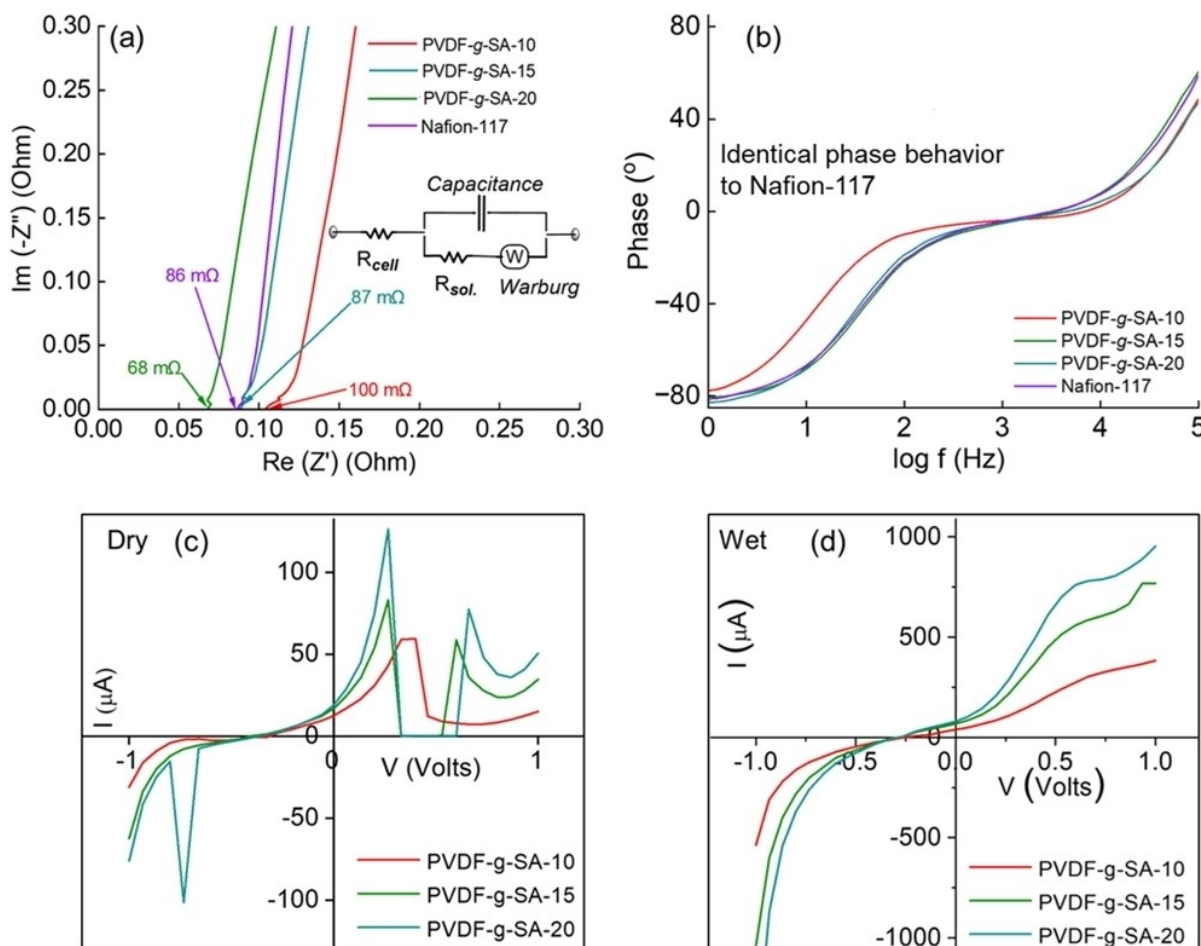 (a)
0.30
0.25
0.20
0.15
0.10
0.05
0.00
Im (-Z'') (Ohm)
PVDF-g-SA-10
PVDF-g-SA-15
PVDF-g-SA-20
Nafion-117
Capacitance
R_cell
W
R_sol.
Warburg
86 mΩ
87 mΩ
68 mΩ
100 mΩ
0.00 0.05 0.10 0.15 0.20 0.25 0.30
Re (Z') (Ohm)
(b)
80
40
0
−40
−80
Phase (°)
Identical phase behavior
to Nafion-117
PVDF-g-SA-10
PVDF-g-SA-15
PVDF-g-SA-20
Nafion-117
0 1 2 3 4 5
log f (Hz)
Dry (c)
100
50
0
-50
-100
I (µA)
-1 0 1
V (Volts)
PVDF-g-SA-10
PVDF-g-SA-15
PVDF-g-SA-20
Wet (d)
1000
500
0
-500
-1000
I (µA)
-1.0 -0.5 0.0 0.5 1.0
V (Volts)
PVDF-g-SA-10
PVDF-g-SA-15
PVDF-g-SA-20